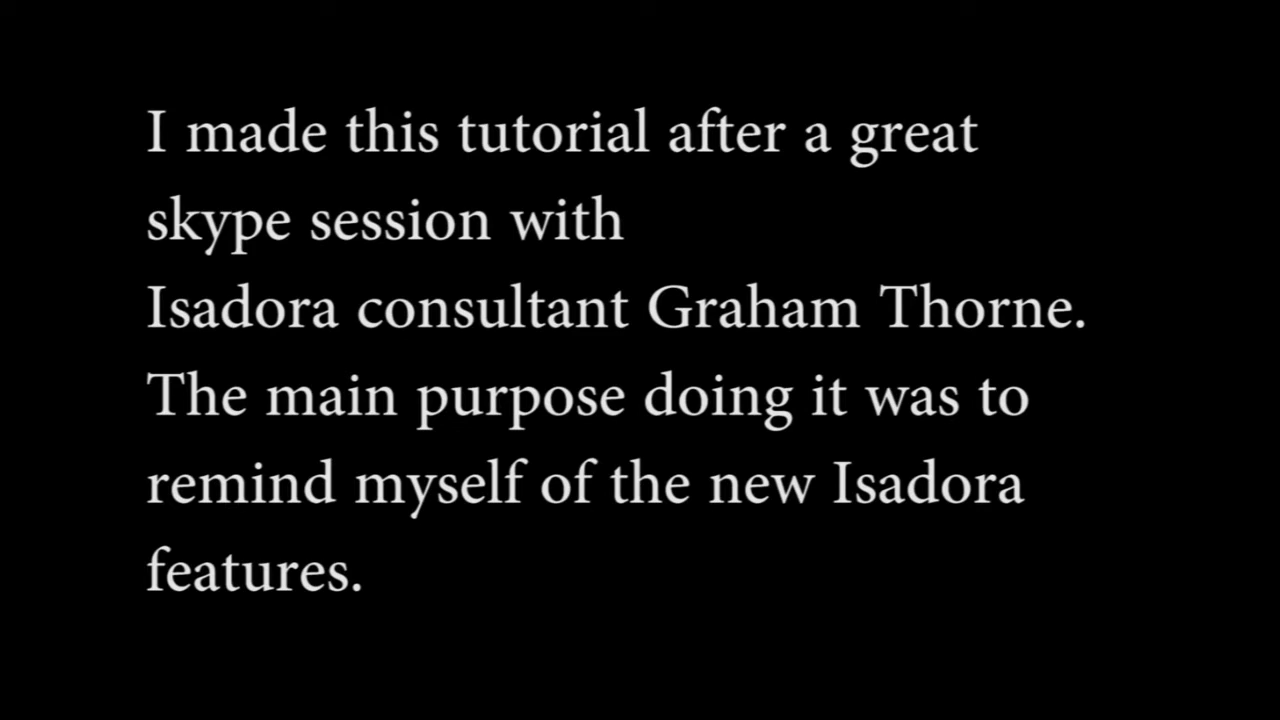 I made this tutorial after a great
skype session with
Isadora consultant Graham Thorne.
The main purpose doing it was to
remind myself of the new Isadora
features.